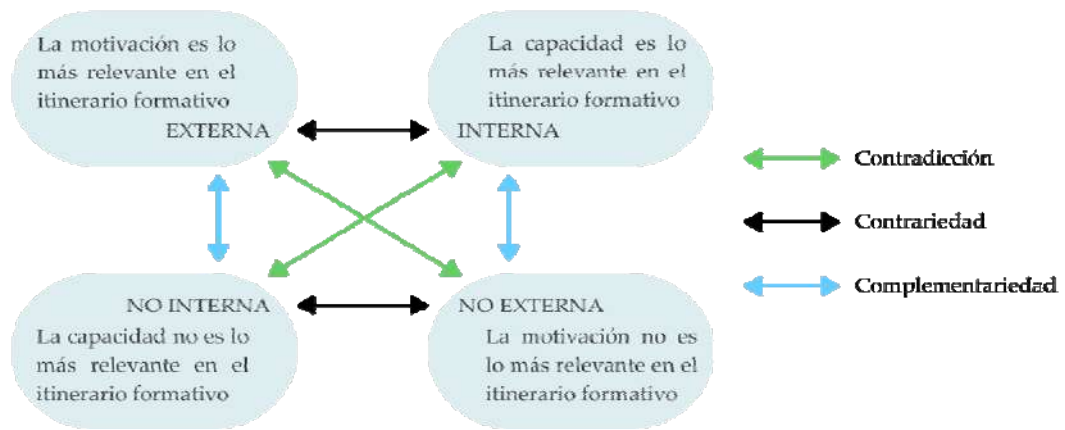 La motivación es lo
más relevante en el
itinerario formativo
EXTERNA
La capacidad es lo
más relevante en el
itinerario formativo
INTERNA
Contradicción
Contrariedad
Complementariedad
NO INTERNA
La capacidad no es lo
más relevante en el
itinerario formativo
NO EXTERNA
La motivación no es
lo más relevante en el
itinerario formativo